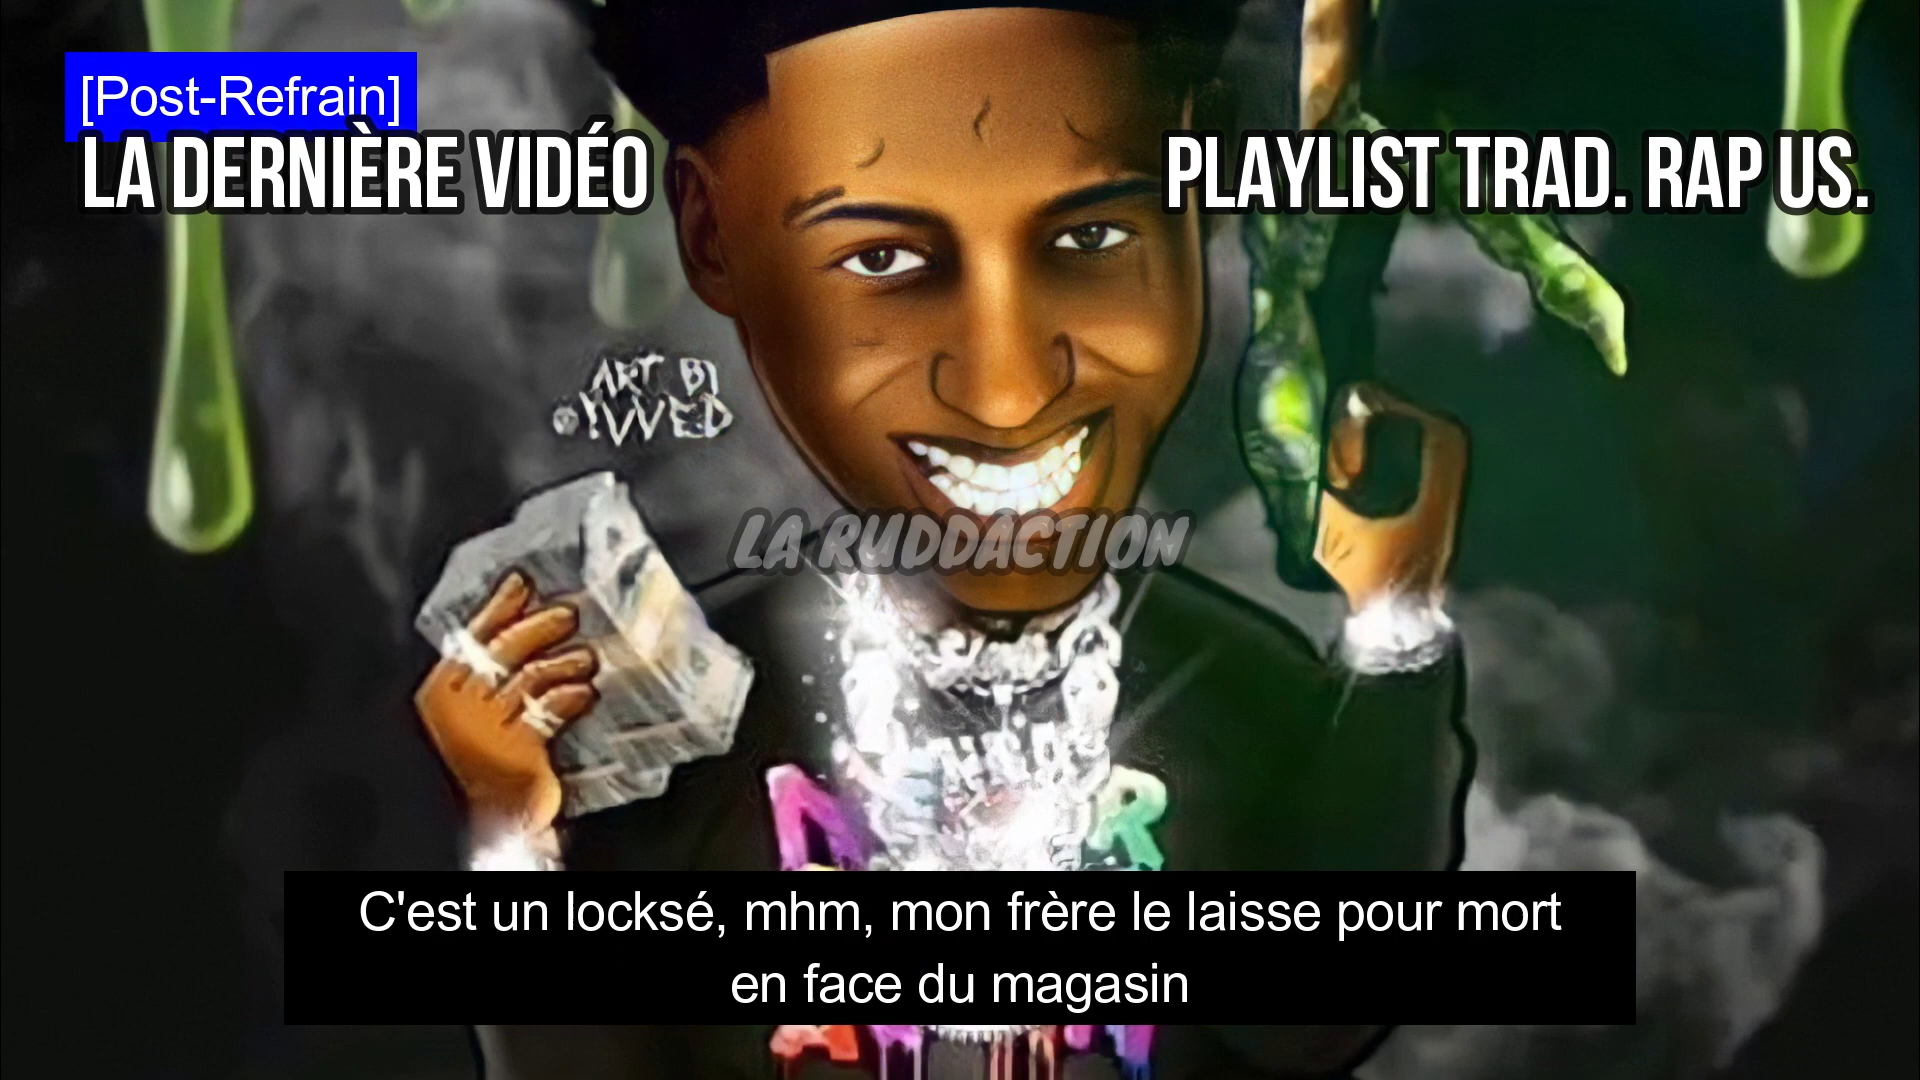 [Post-Refrain]
LA DERNIÈRE VIDÉO
PLAYLIST TRAD. RAP US.
ART BY
@IVVED
LA RUDDACTION
C'est un locksé, mhm, mon frère le laisse pour mort
en face du magasin